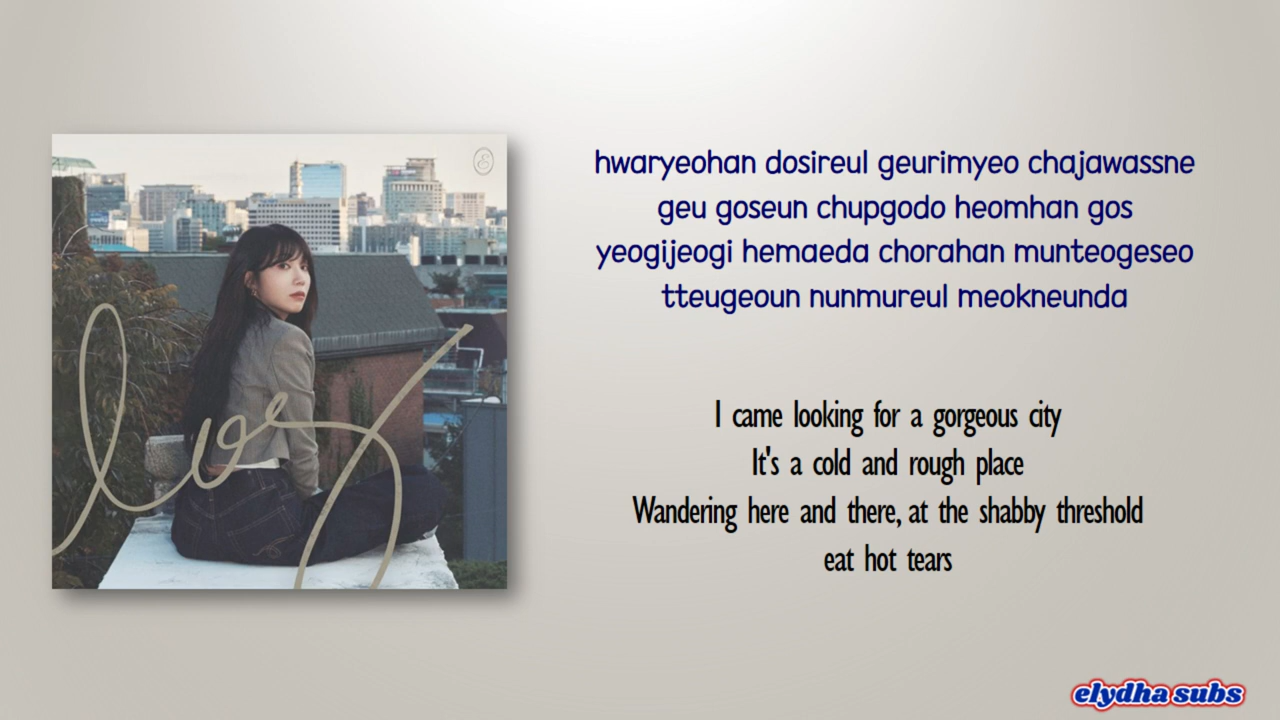 hwaryeohan dosireul geurimyeo chajawassne
geu goseun chupgodo heomhan gos
yeogijeogi hemaeda chorahan munteogeseo
tteugeoun nunmureul meokneunda
I came looking for a gorgeous city
It's a cold and rough place
Wandering here and there, at the shabby threshold
eat hot tears
elydha subs